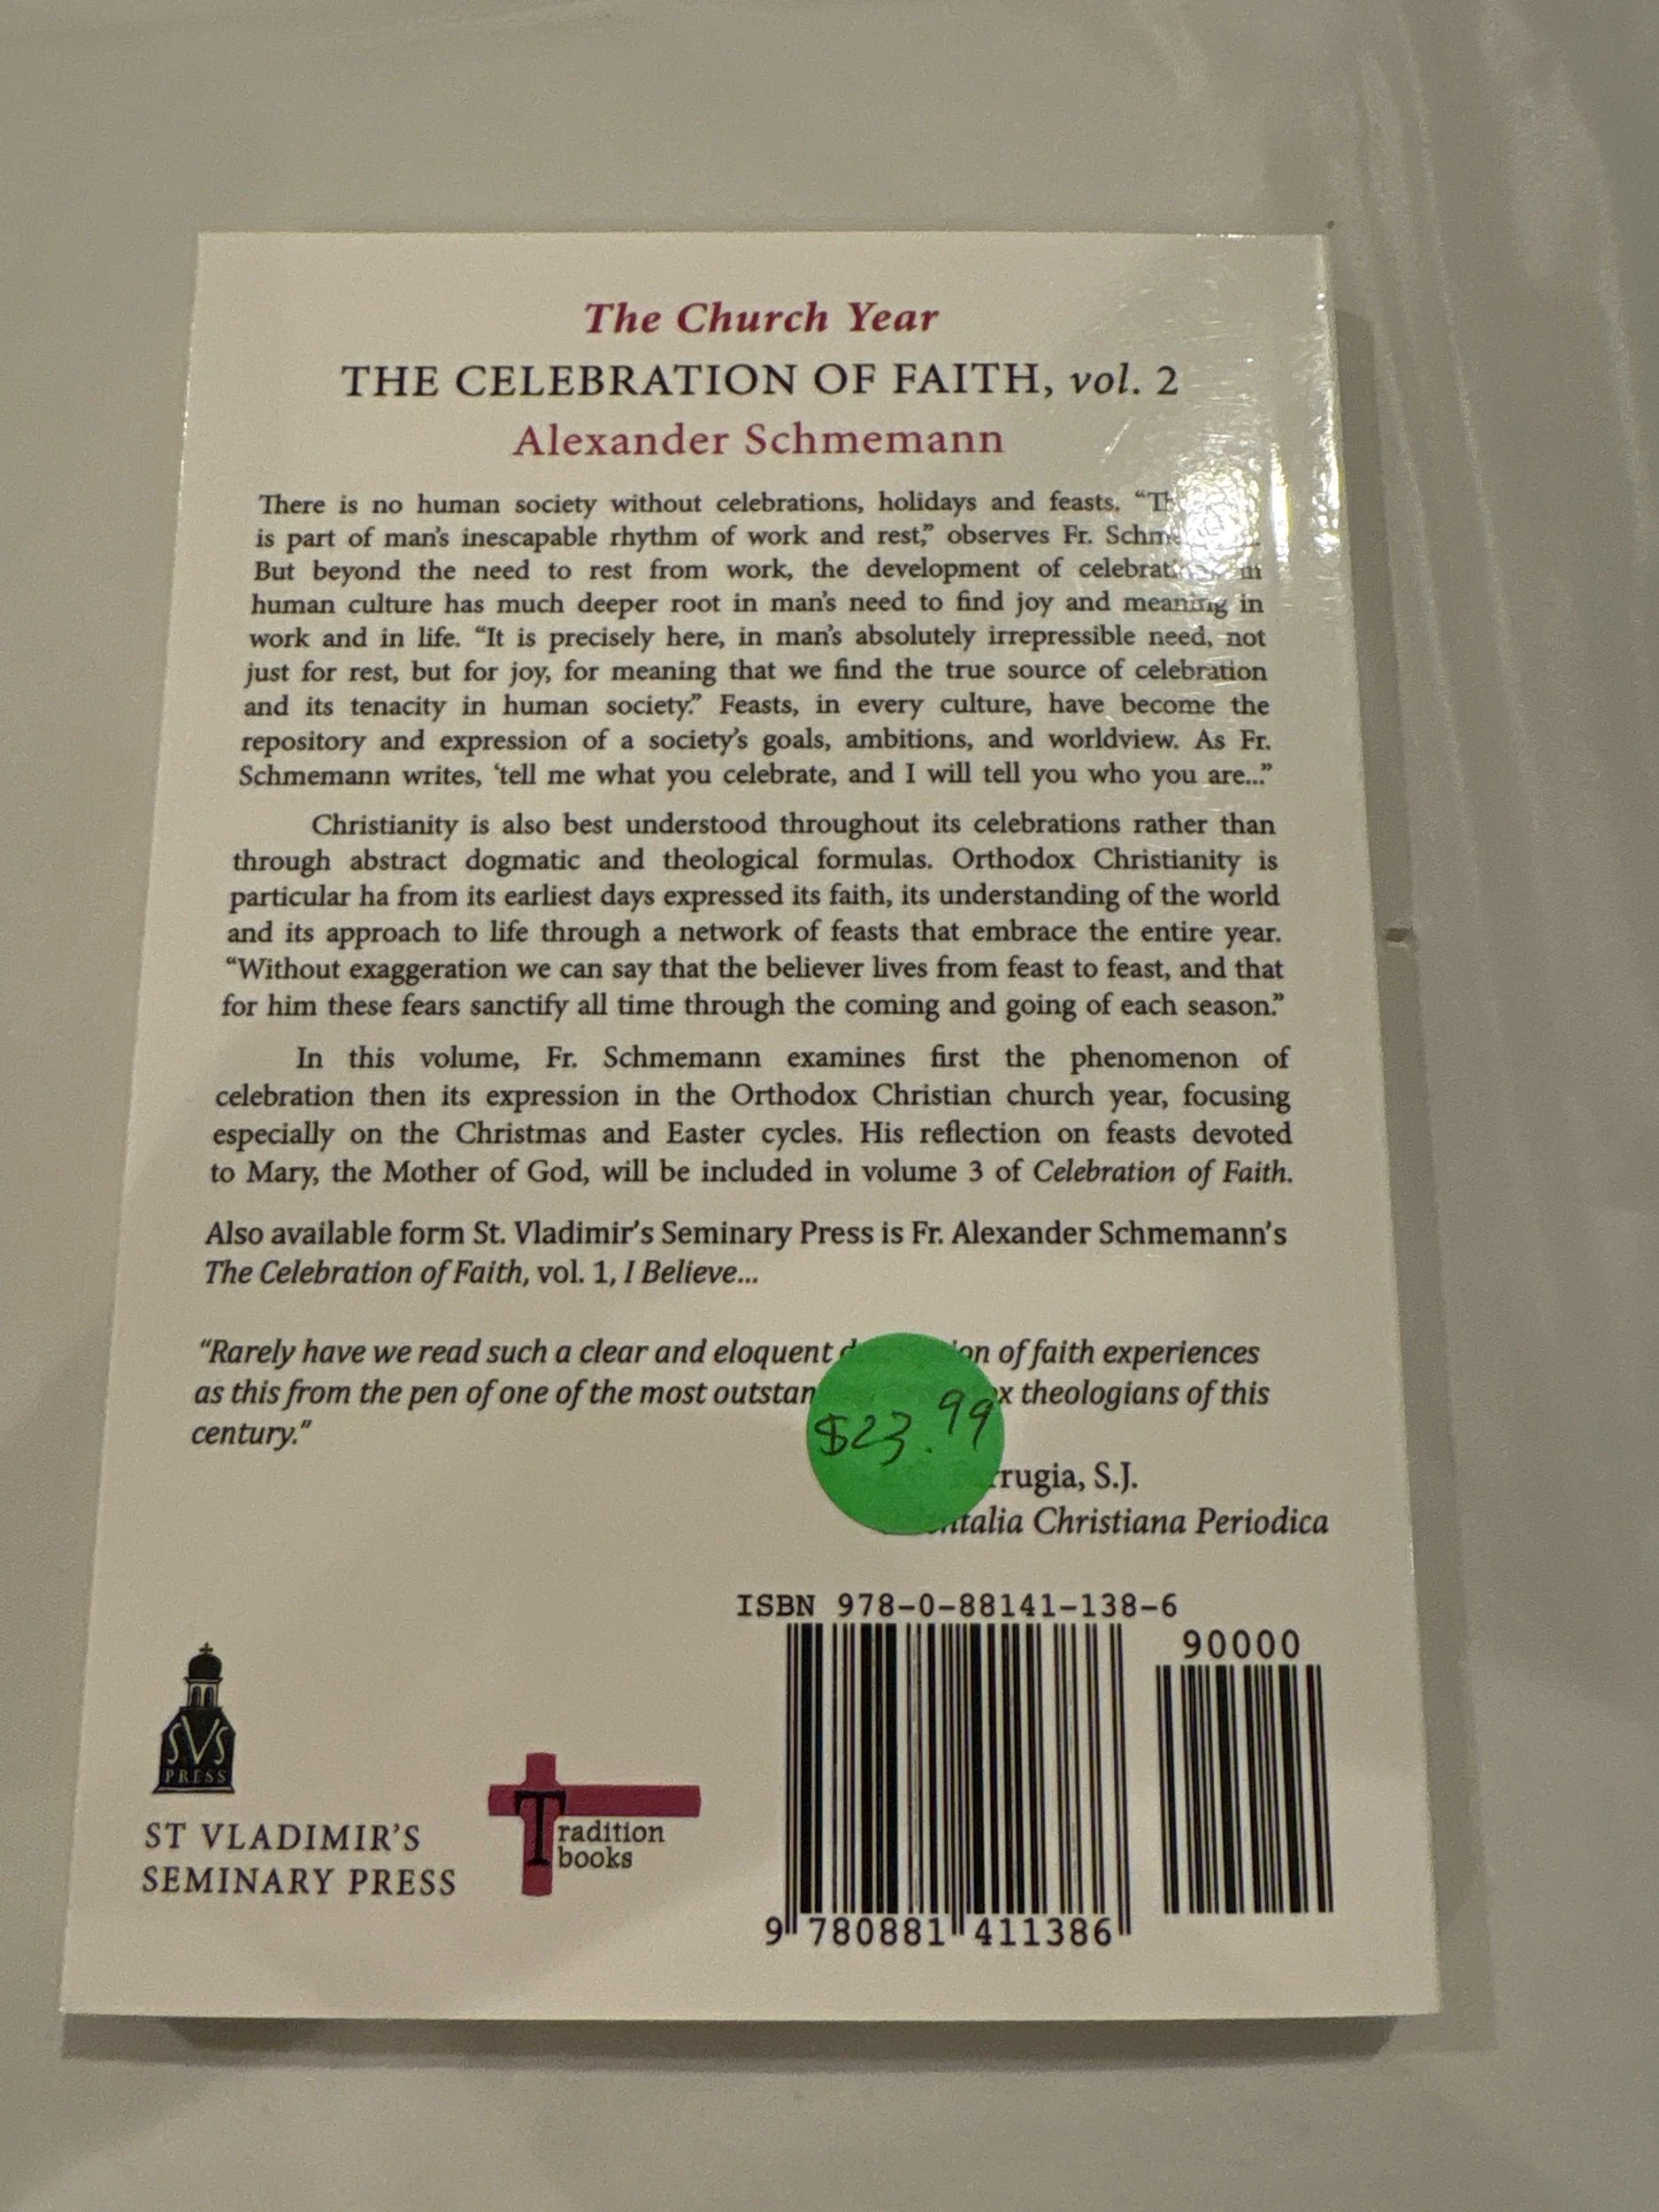 The Church Year
THE CELEBRATION OF FAITH, vol. 2
Alexander Schmemann
There is no human society without celebrations, holidays and feasts.
is part of man's inescapable rhythm of work and rest,” observes Fr.
But beyond the need to rest from work, the development of
human culture has much deeper root in man's need to find joy and meaning in
work and in life. “It is precisely here, in man's absolutely irrepressible need, not
just for rest, but for joy, for meaning that we find the true source of celebration
and its tenacity in human society.” Feasts, in every culture, have become the
repository and expression of a society's goals, ambitions, and worldview. As Fr.
Schmemann writes, ‘tell me what you celebrate, and I will tell you who you are...”
Christianity is also best understood throughout its celebrations rather than
through abstract dogmatic and theological formulas. Orthodox Christianity is
particular ha from its earliest days expressed its faith, its understanding of the world
and its approach to life through a network of feasts that embrace the entire year.
“Without exaggeration we can say that the believer lives from feast to feast, and that
for him these fears sanctify all time through the coming and going of each season.”
In this volume, Fr. Schmemann examines first the phenomenon of
celebration then its expression in the Orthodox Christian church year, focusing
especially on the Christmas and Easter cycles. His reflection on feasts devoted
to Mary, the Mother of God, will be included in volume 3 of Celebration of Faith.
Also available form St. Vladimir's Seminary Press is Fr. Alexander Schmemann's
The Celebration of Faith, vol. 1, I Believe...
“Rarely have we read such a clear and eloquent of faith experiences
as this from the pen of one of the most theologians of this
century.”
$23.99
S.J.
Christiana Periodica
ISBN 978-0-88141-138-6
90000
9 780881 411386
SVS
PRESS
ST VLADIMIR'S
SEMINARY PRESS
Tradition
books